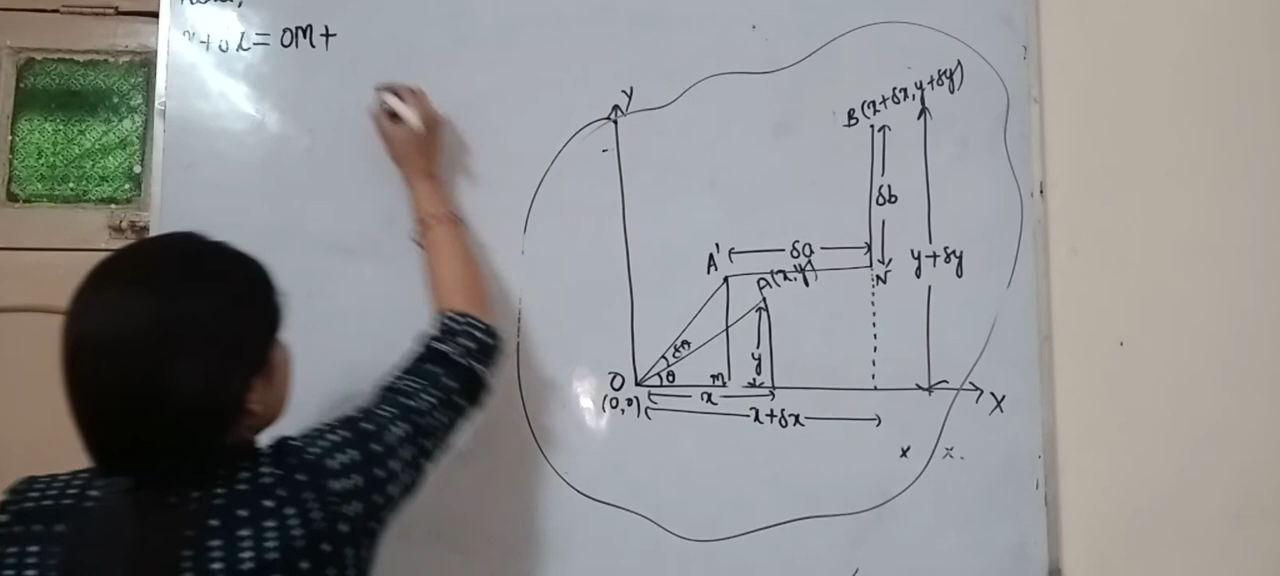 = OM +
Y
B(x+δx, y+δy)
δb
A' δa
A(x,y)
N y+δy
δθ
y
O θ M
(0,0) x X
x+δx